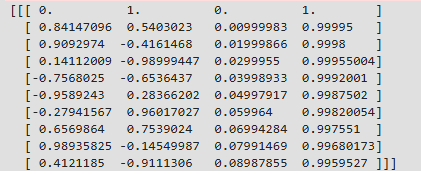 [[[ 0. 1. 0. 1. ]
[ 0.84147096 0.5403023 0.00999983 0.99995 ]
[ 0.9092974 -0.4161468 0.01999866 0.9998 ]
[ 0.14112009 -0.98999447 0.0299955 0.99955004]
[-0.7568025 -0.6536437 0.03998933 0.9992001 ]
[-0.9589243 0.28366202 0.04997917 0.9987502 ]
[-0.27941567 0.96017027 0.059964 0.99820054]
[ 0.6569864 0.7539024 0.06994284 0.997551 ]
[ 0.98935825 -0.14549987 0.07991469 0.99680173]
[ 0.4121185 -0.9111306 0.08987855 0.9959527 ]]]